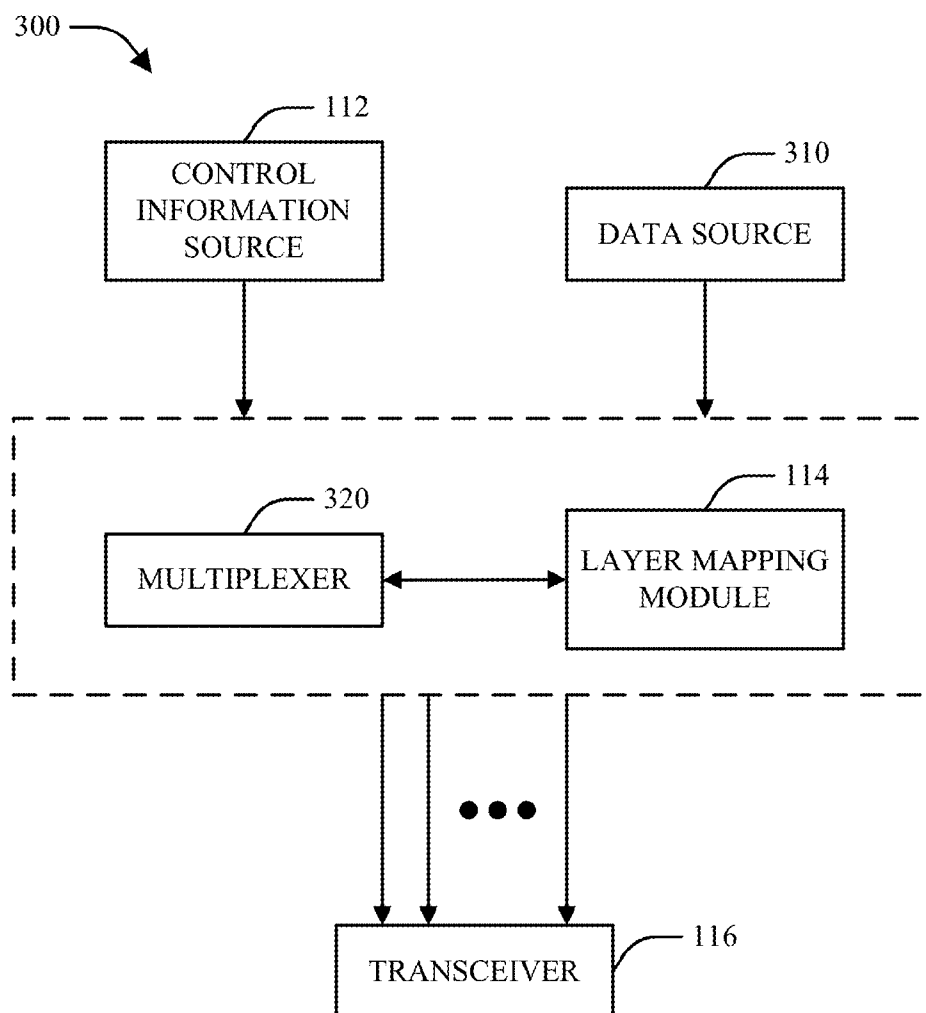 300
112
CONTROL
INFORMATION
SOURCE
310
DATA SOURCE
320
MULTIPLEXER
114
LAYER MAPPING
MODULE
116
TRANSCEIVER